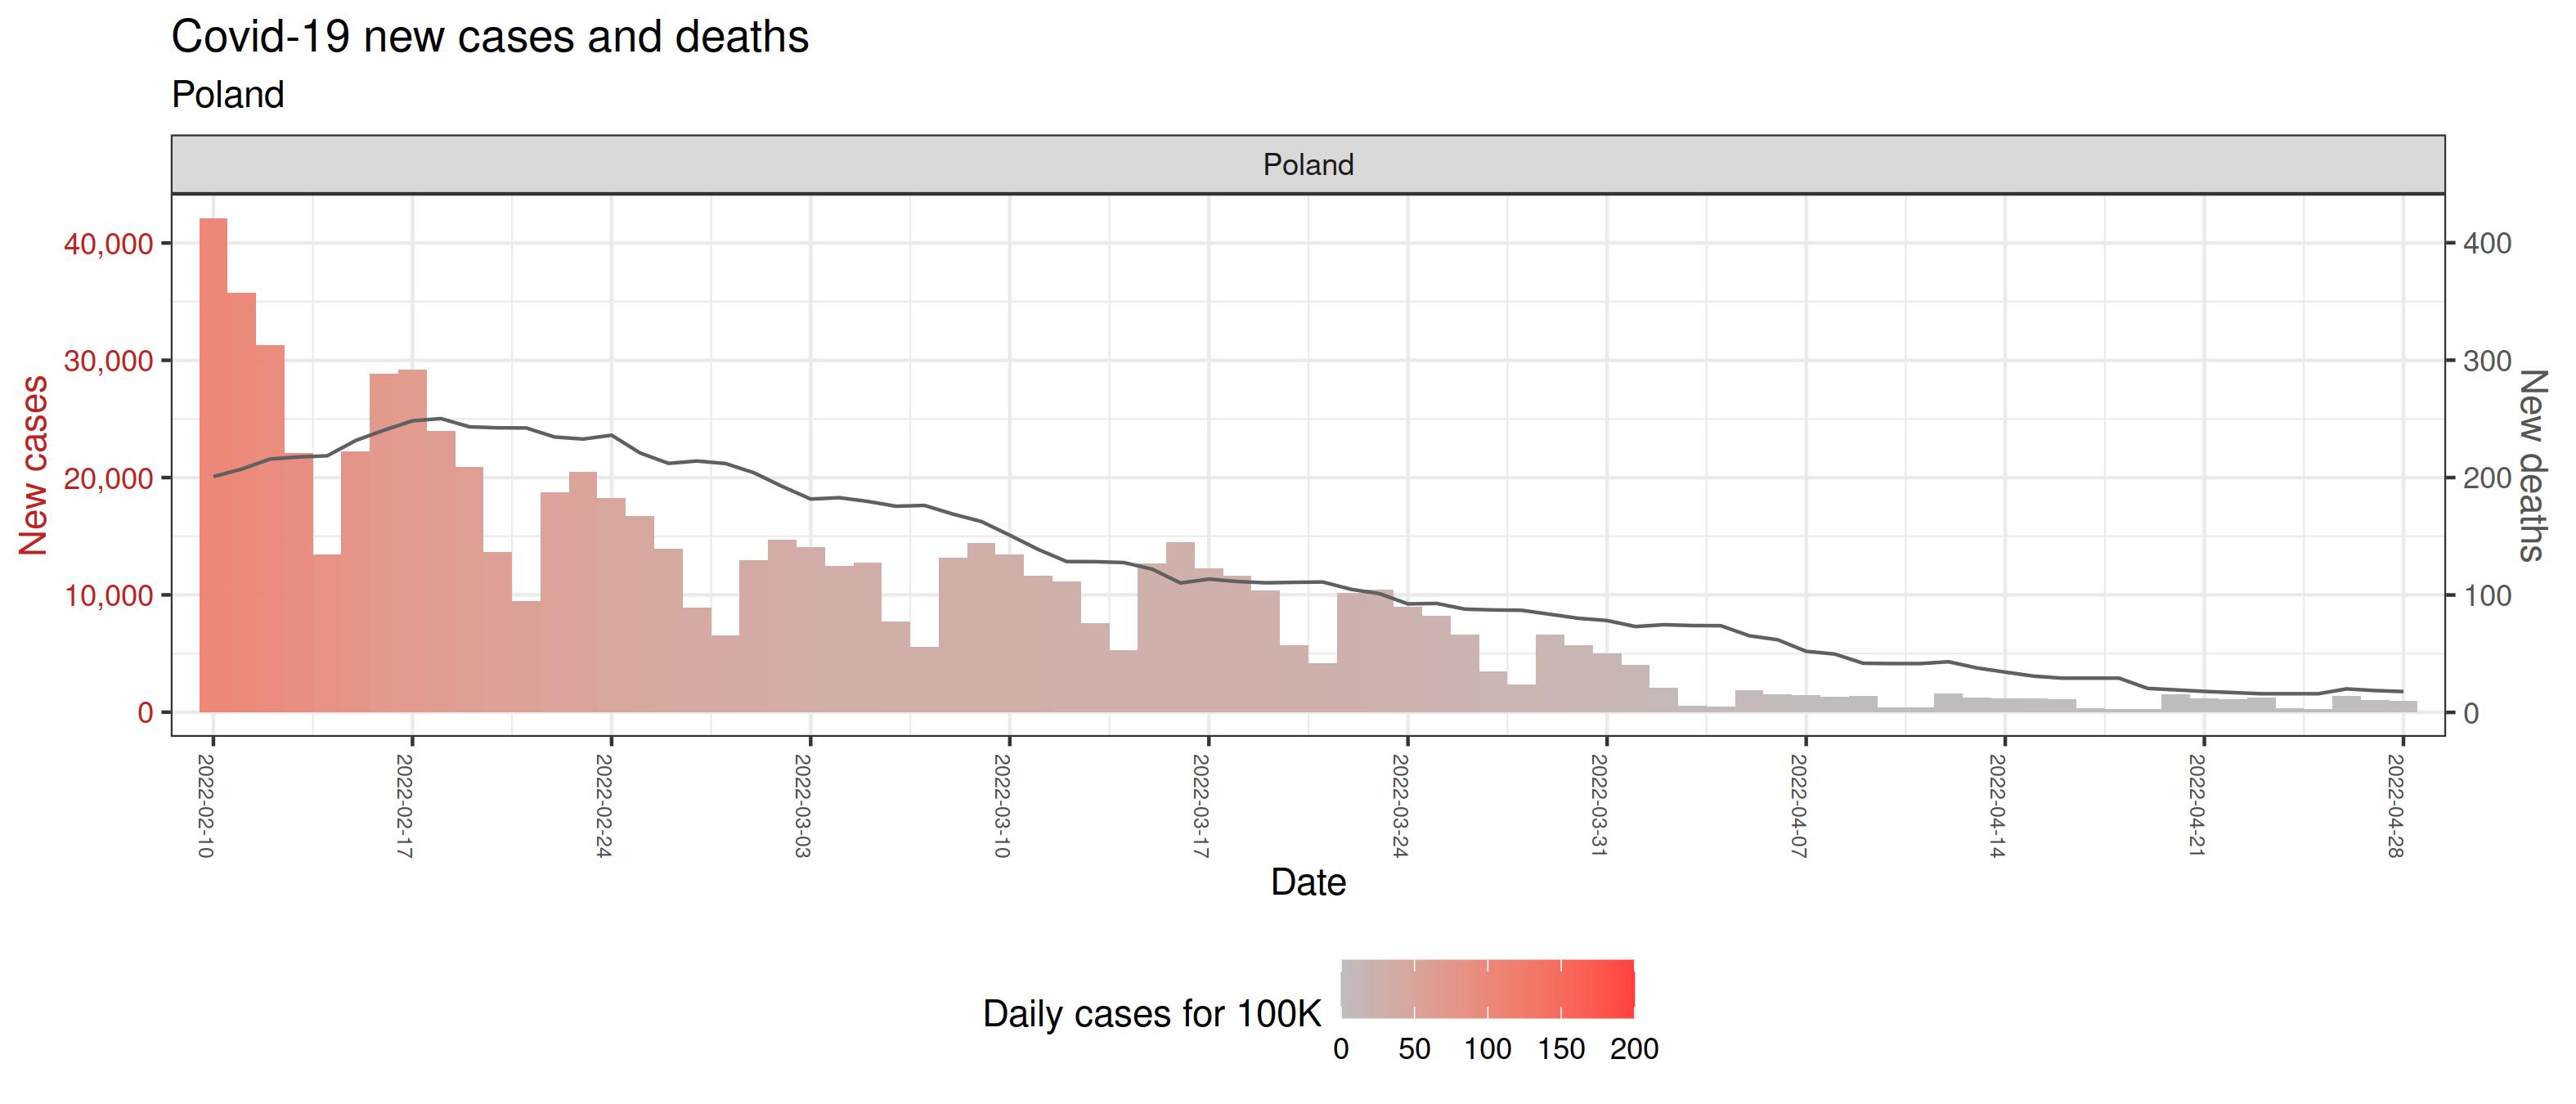 Covid-19 new cases and deaths
Poland
Poland
New cases
40,000
30,000
20,000
10,000
0
400
300
200
100
0
New deaths
2022-02-10
2022-02-17
2022-02-24
2022-03-03
2022-03-10
2022-03-17
2022-03-24
2022-03-31
2022-04-07
2022-04-14
2022-04-21
2022-04-28
Date
Daily cases for 100K
0 50 100 150 200